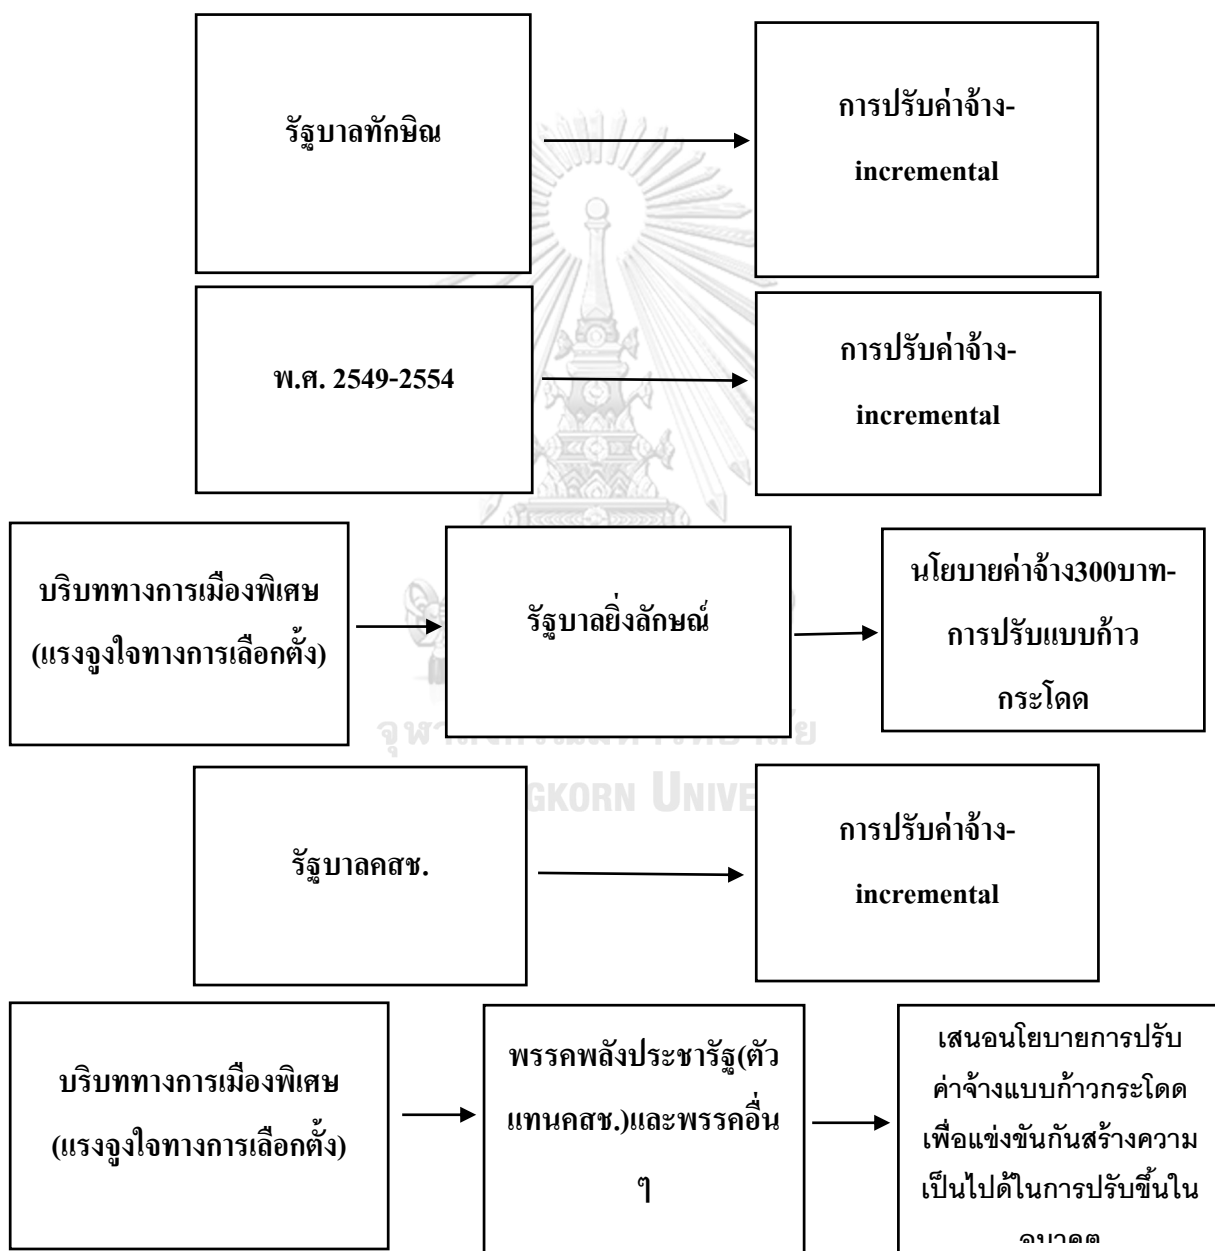 รัฐบาลทักษิณ
การปรับค่าจ้าง-
incremental
พ.ศ. 2549-2554
การปรับค่าจ้าง-
incremental
บริบททางการเมืองพิเศษ
(แรงจูงใจทางการเลือกตั้ง)
รัฐบาลยิ่งลักษณ์
นโยบายค่าจ้าง300บาท-
การปรับแบบก้าว
กระโดด
รัฐบาลคสช.
การปรับค่าจ้าง-
incremental
บริบททางการเมืองพิเศษ
(แรงจูงใจทางการเลือกตั้ง)
พรรคพลังประชารัฐ(ตัว
แทนคสช.)และพรรคอื่น
ๆ
เสนอนโยบายการปรับ
ค่าจ้างแบบก้าวกระโดด
เพื่อแข่งขันกันสร้างความ
เป็นไปด้ในการปรับขึ้นใน
อนาคต